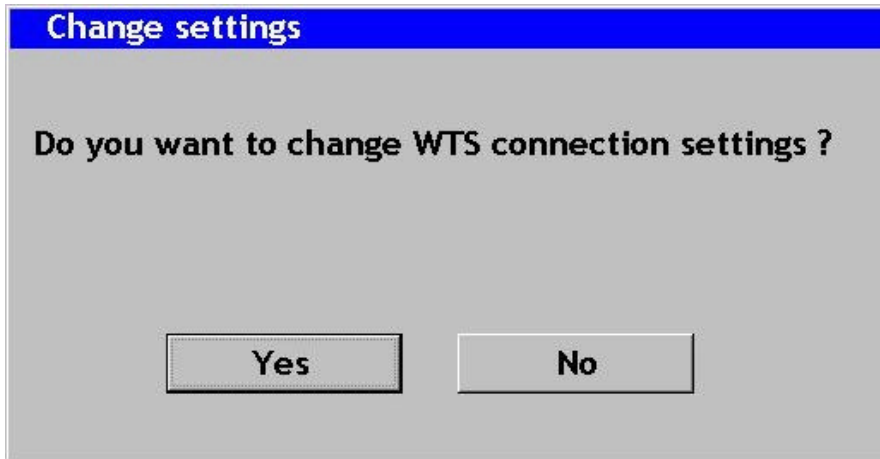 Change settings
Do you want to change WTS connection settings ?
Yes No